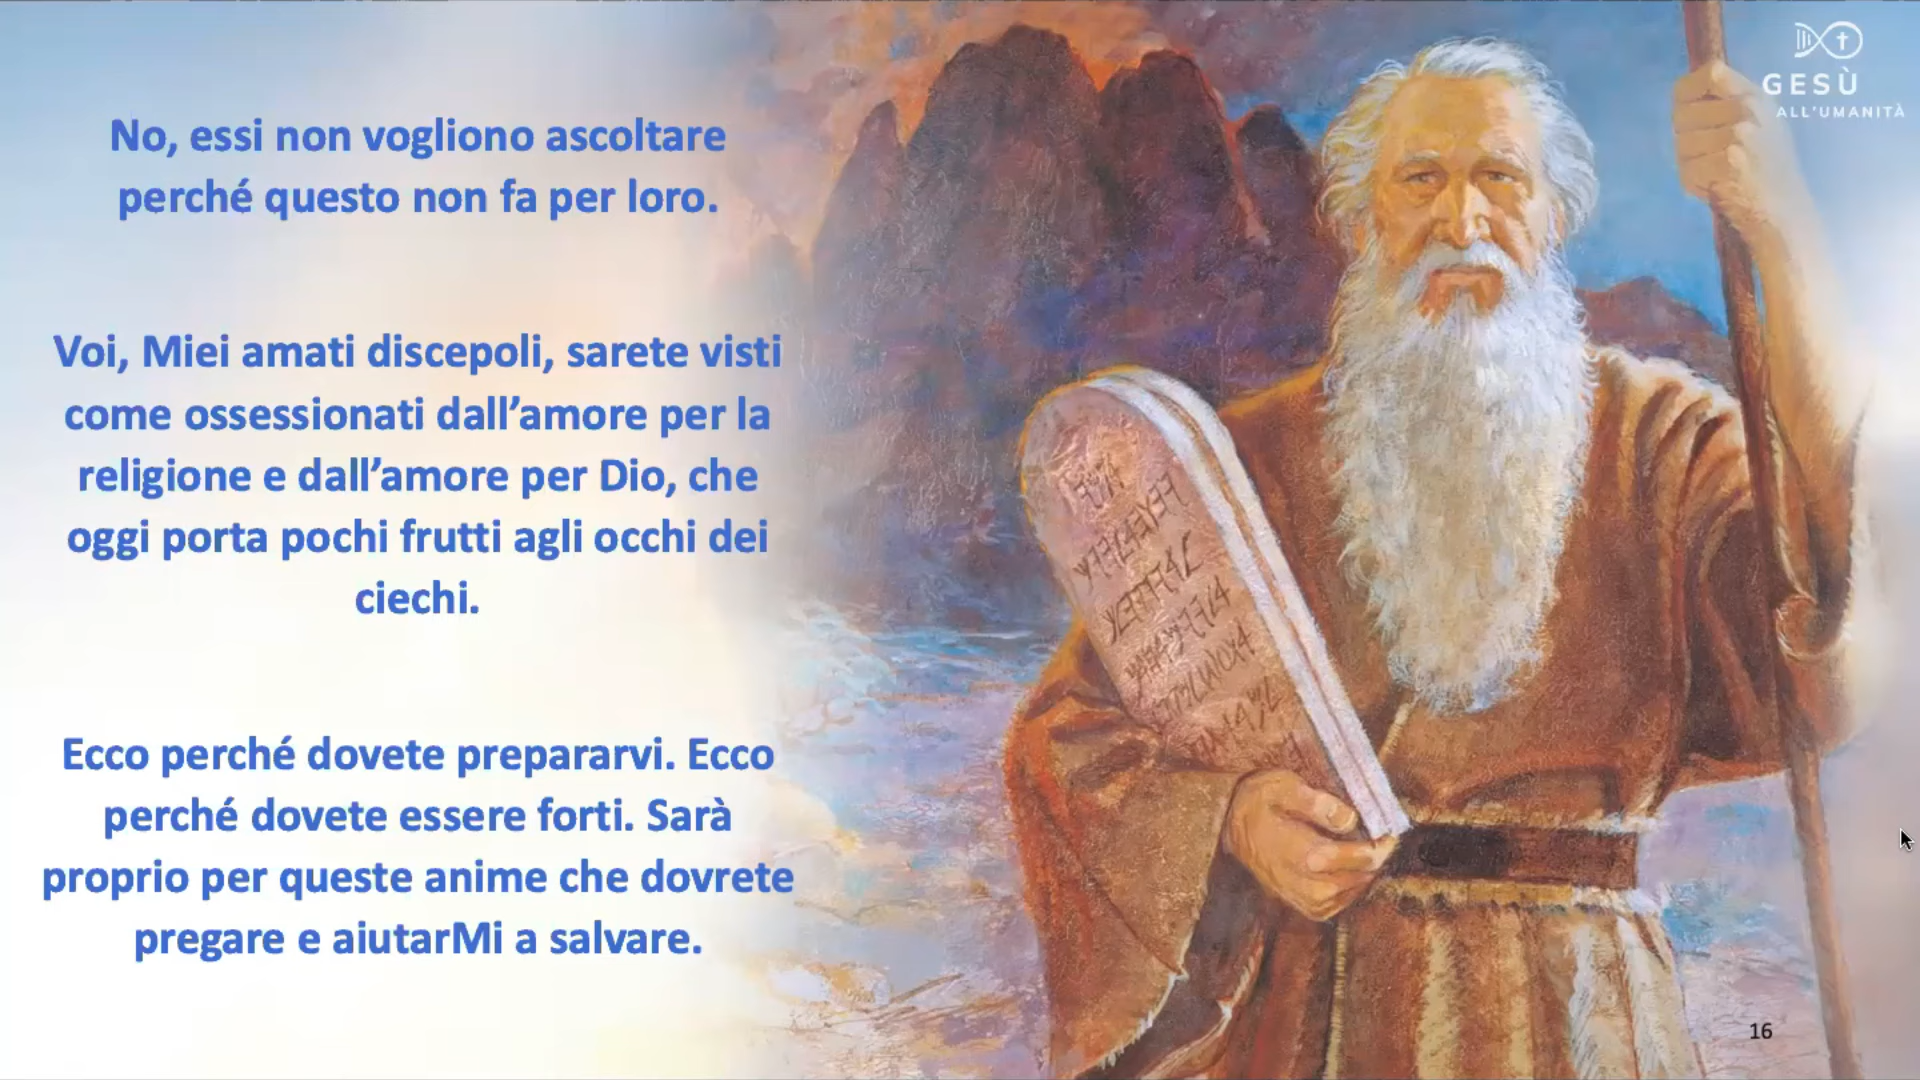 No, essi non vogliono ascoltare
perché questo non fa per loro.
Voi, Miei amati discepoli, sarete visti
come ossessionati dall’amore per la
religione e dall’amore per Dio, che
oggi porta pochi frutti agli occhi dei
ciechi.
Ecco perché dovete prepararvi. Ecco
perché dovete essere forti. Sarà
proprio per queste anime che dovrete
pregare e aiutarMi a salvare.
GESÙ
ALL'UMANITÀ
16